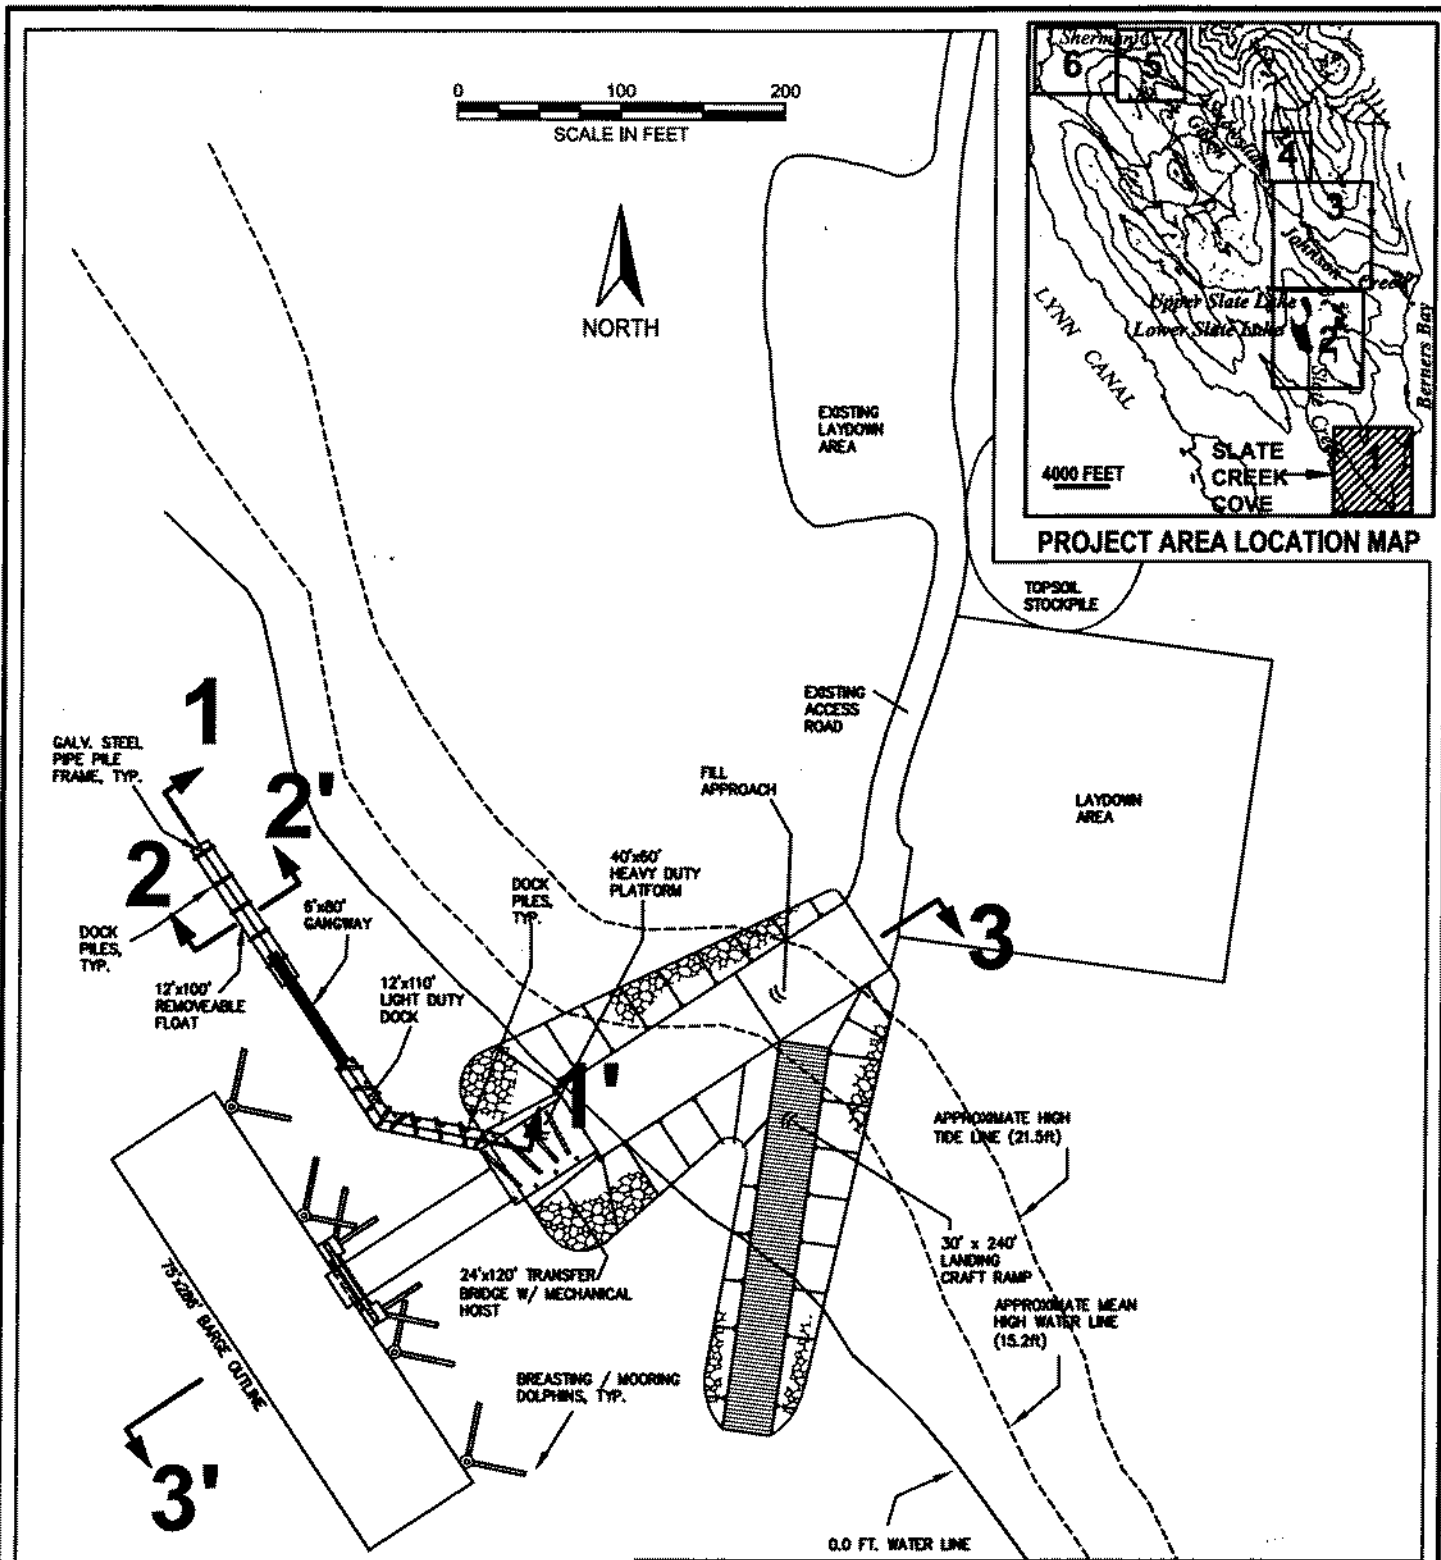 0 100 200
SCALE IN FEET
NORTH
Sherman Cr
6
5
4
3
Johnson Creek
Upper Slate Lake
Lower Slate Lake
2
Slate Creek
LYNN CANAL
Berners Bay
1
SLATE
CREEK
COVE
4000 FEET
PROJECT AREA LOCATION MAP
EXISTING
LAYDOWN
AREA
TOPSOIL
STOCKPILE
EXISTING
ACCESS
ROAD
LAYDOWN
AREA
FILL
APPROACH
1
GALV. STEEL
PIPE PILE
FRAME, TYP.
2'
2
DOCK
PILES,
TYP.
6'x80'
GANGWAY
12'x100'
REMOVEABLE
FLOAT
12'x110'
LIGHT DUTY
DOCK
DOCK
PILES,
TYP.
40'x60'
HEAVY DUTY
PLATFORM
3
1'
APPROXIMATE HIGH
TIDE LINE (21.5ft)
30' x 240'
LANDING
CRAFT RAMP
APPROXIMATE MEAN
HIGH WATER LINE
(15.2ft)
24'x120' TRANSFER
BRIDGE W/ MECHANICAL
HOIST
75'x286' BARGE OUTLINE
BREASTING / MOORING
DOLPHINS, TYP.
3'
0.0 FT. WATER LINE